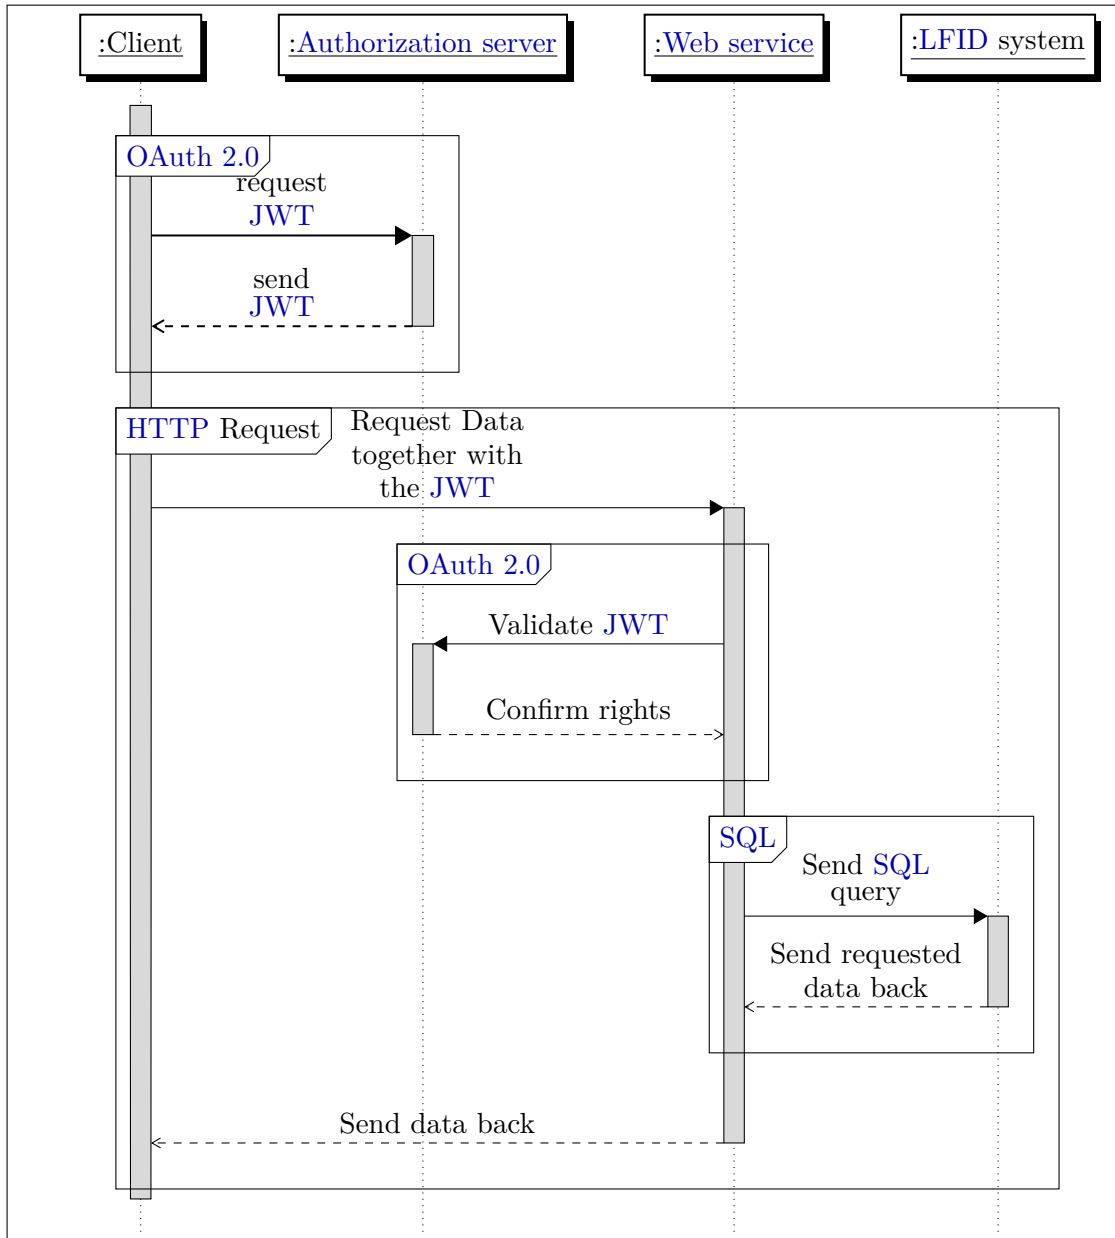 :Client
:Authorization server
:Web service
:LFID system
OAuth 2.0
request
JWT
send
JWT
HTTP Request
Request Data
together with
the JWT
OAuth 2.0
Validate JWT
Confirm rights
SQL
Send SQL
query
Send requested
data back
Send data back